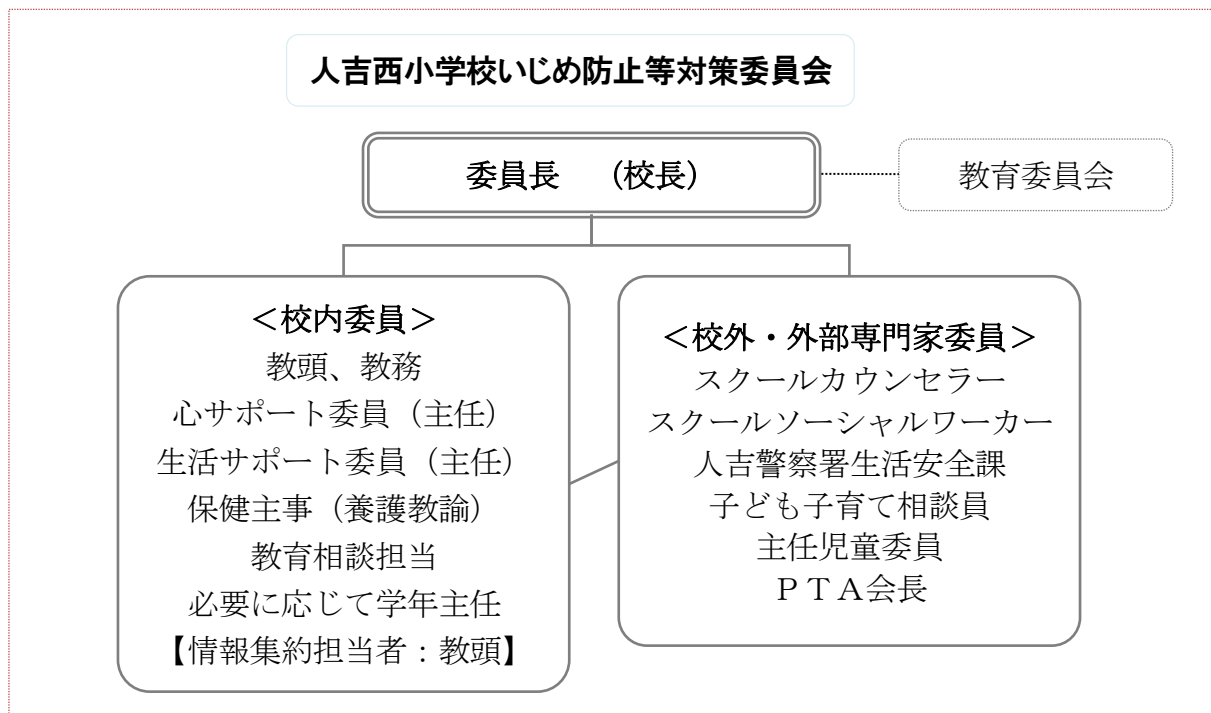 人吉西小学校いじめ防止等対策委員会
委員長　（校長）
教育委員会
＜校内委員＞
教頭、教務
心サポート委員（主任）
生活サポート委員（主任）
保健主事（養護教諭）
教育相談担当
必要に応じて学年主任
【情報集約担当者：教頭】
＜校外・外部専門家委員＞
スクールカウンセラー
スクールソーシャルワーカー
人吉警察署生活安全課
子ども子育て相談員
主任児童委員
ＰＴＡ会長